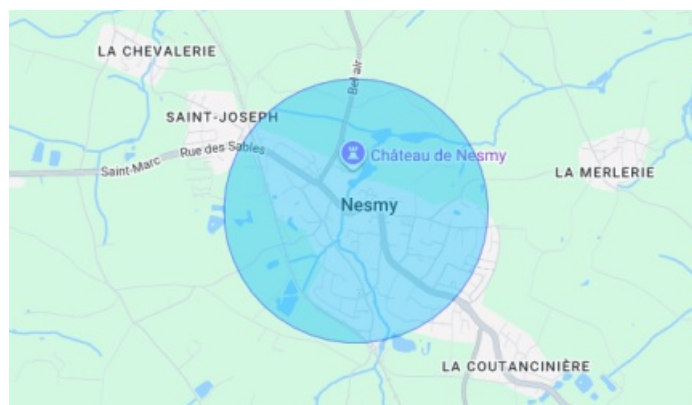 LA CHEVALERIE
Bel air
SAINT-JOSEPH
Rue des Sables
Château de Nesmy
Saint-Marc
LA MERLERIE
Nesmy
LA COUTANCINIÈRE